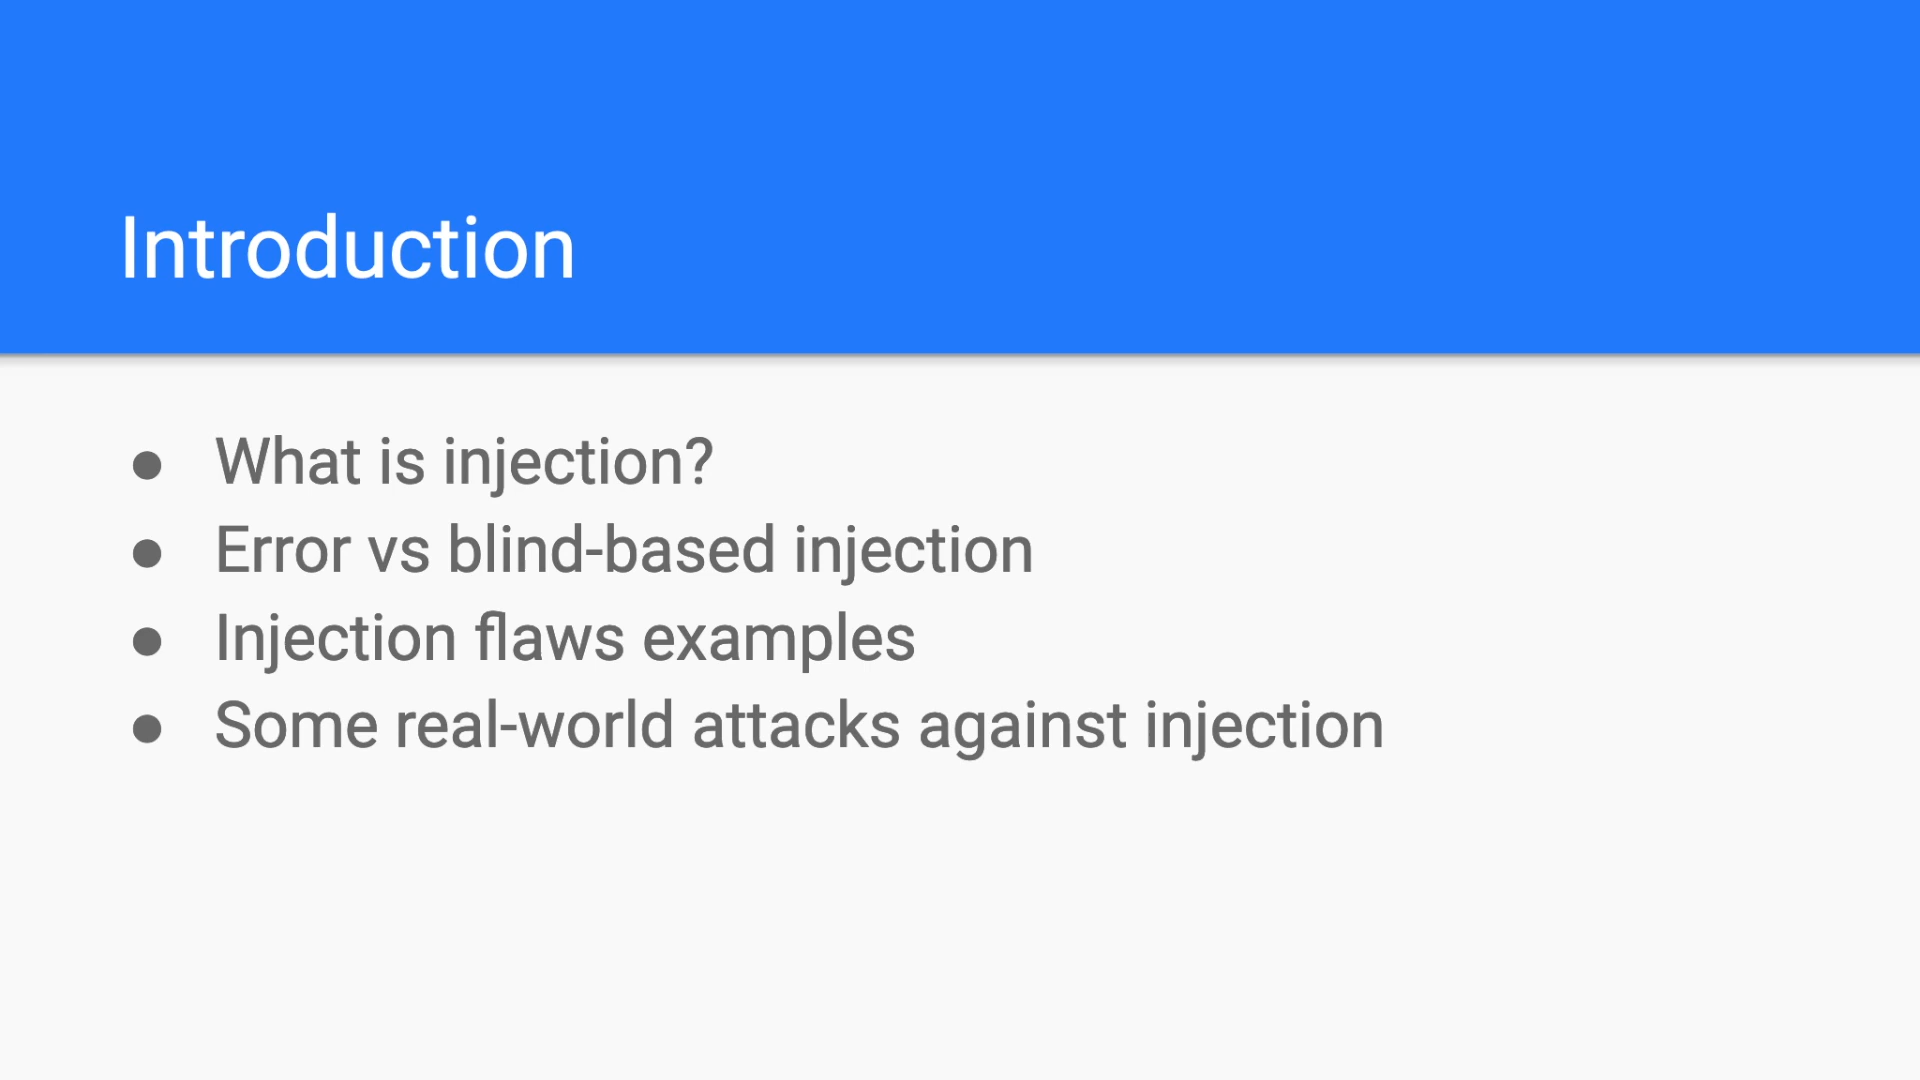 Introduction
● What is injection?
● Error vs blind-based injection
● Injection flaws examples
● Some real-world attacks against injection